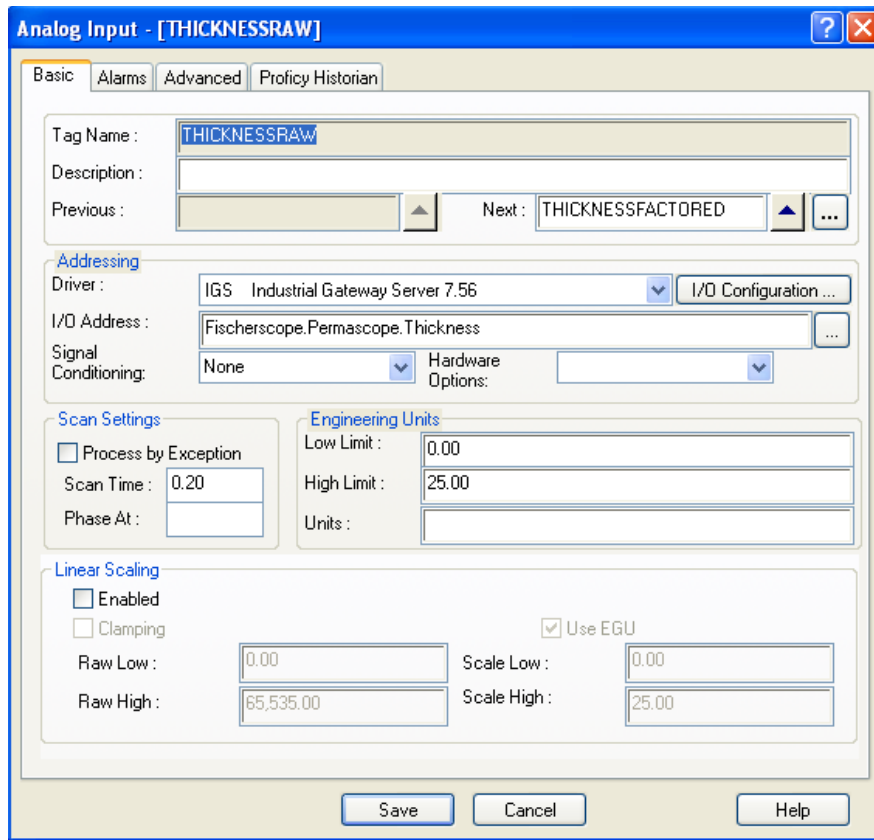 Analog Input - [THICKNESSRAW]
Basic Alarms Advanced Proficy Historian
Tag Name : THICKNESSRAW
Description :
Previous : Next : THICKNESSFACTORED ...
Addressing
Driver : IGS Industrial Gateway Server 7.56 I/O Configuration ...
I/O Address : Fischerscope.Permascope.Thickness ...
Signal Conditioning: None Hardware Options:
Scan Settings
Process by Exception
Scan Time : 0.20
Phase At :
Engineering Units
Low Limit : 0.00
High Limit : 25.00
Units :
Linear Scaling
Enabled
Clamping Use EGU
Raw Low : 0.00 Scale Low : 0.00
Raw High : 65,535.00 Scale High : 25.00
Save Cancel Help